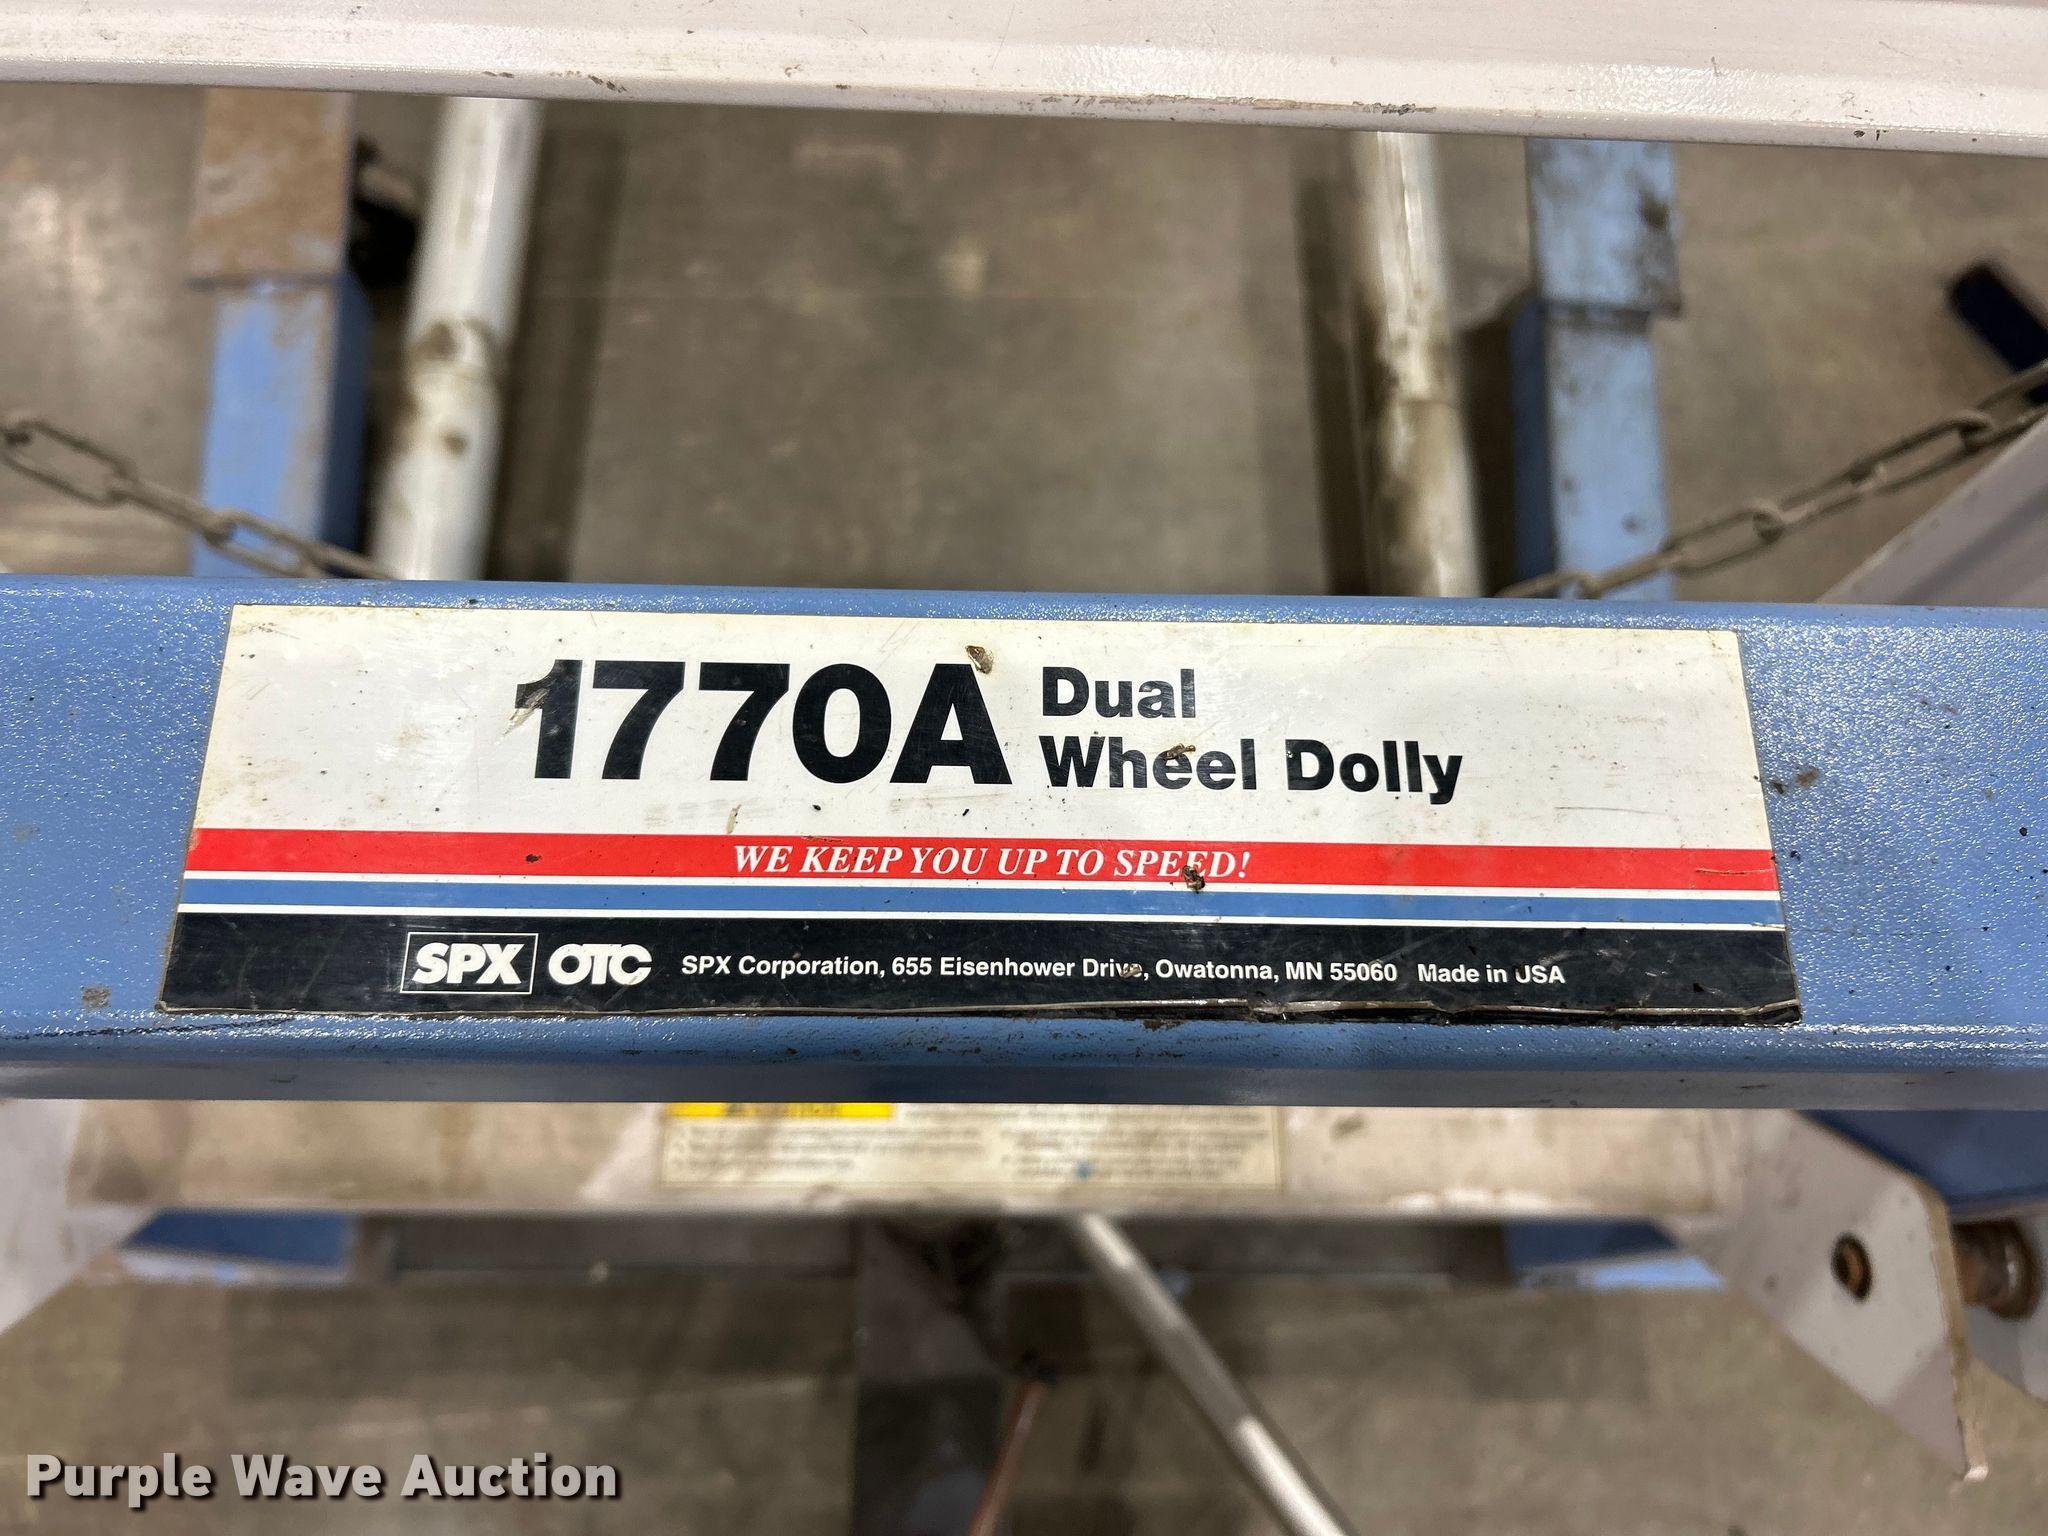 1770A Dual
Wheel Dolly
WE KEEP YOU UP TO SPEED!
SPX OTC SPX Corporation, 655 Eisenhower Drive, Owatonna, MN 55060 Made in USA
Purple Wave Auction